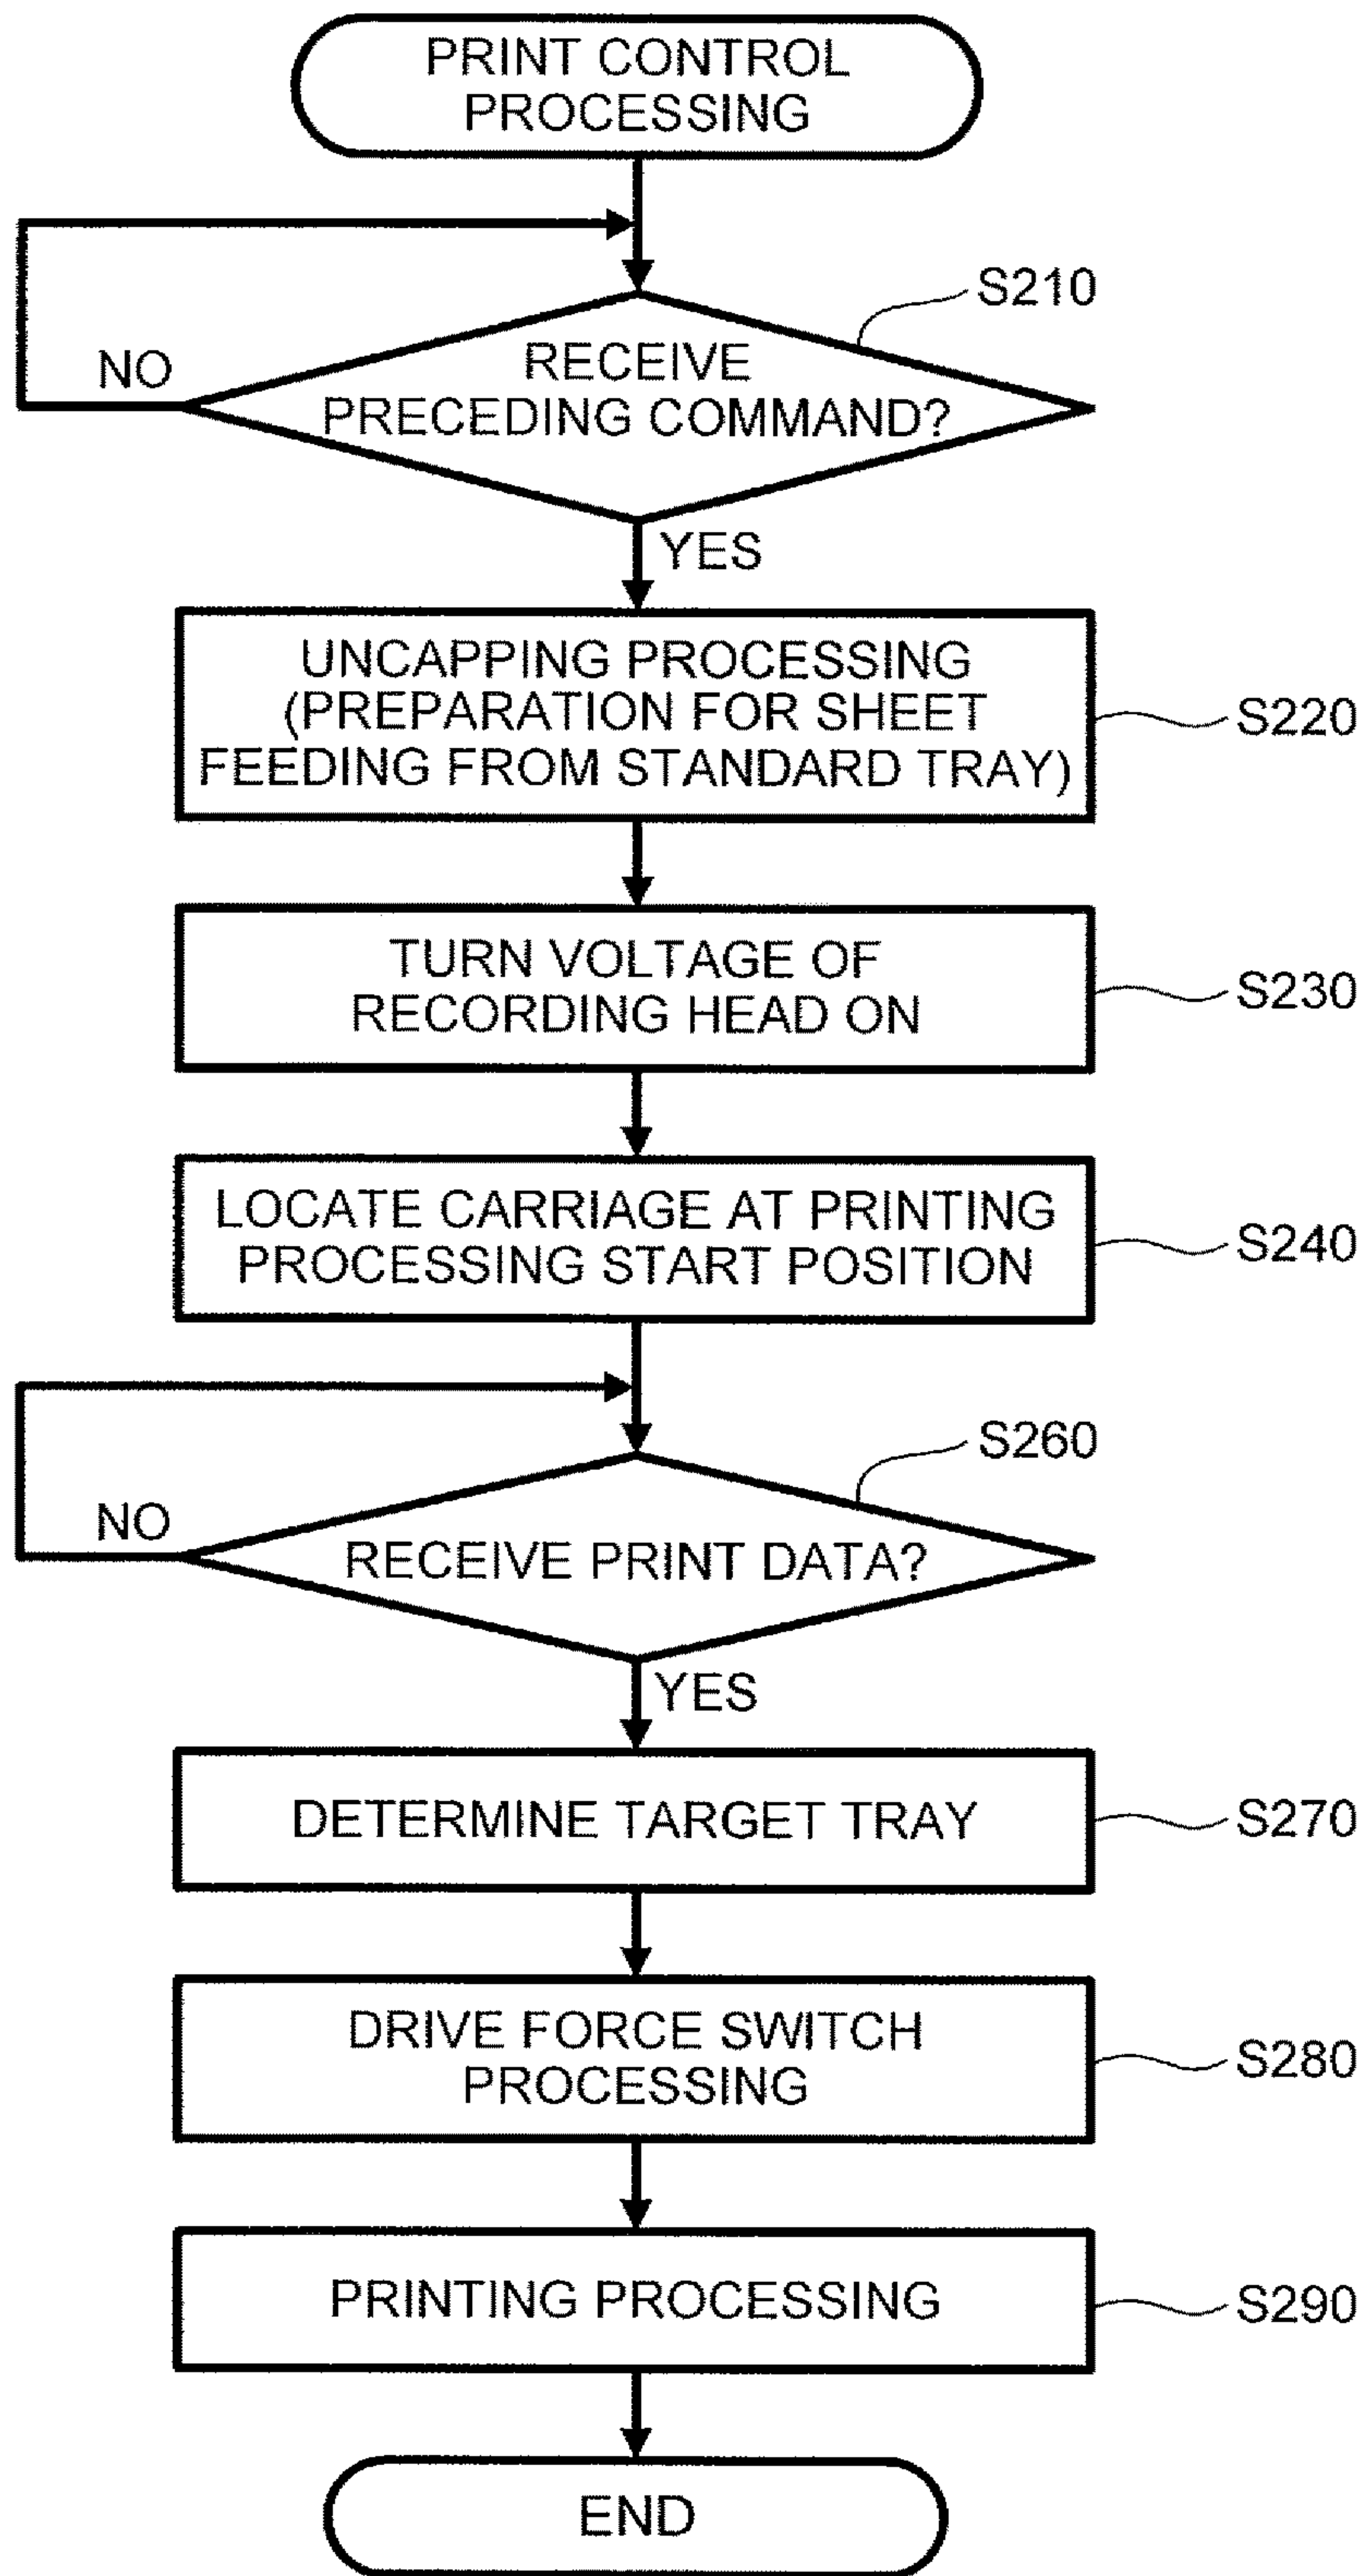 PRINT CONTROL
PROCESSING
S210
NO
RECEIVE
PRECEDING COMMAND?
YES
UNCAPPING PROCESSING
(PREPARATION FOR SHEET
FEEDING FROM STANDARD TRAY)
S220
TURN VOLTAGE OF
RECORDING HEAD ON
S230
LOCATE CARRIAGE AT PRINTING
PROCESSING START POSITION
S240
S260
NO
RECEIVE PRINT DATA?
YES
DETERMINE TARGET TRAY
S270
DRIVE FORCE SWITCH
PROCESSING
S280
PRINTING PROCESSING
S290
END